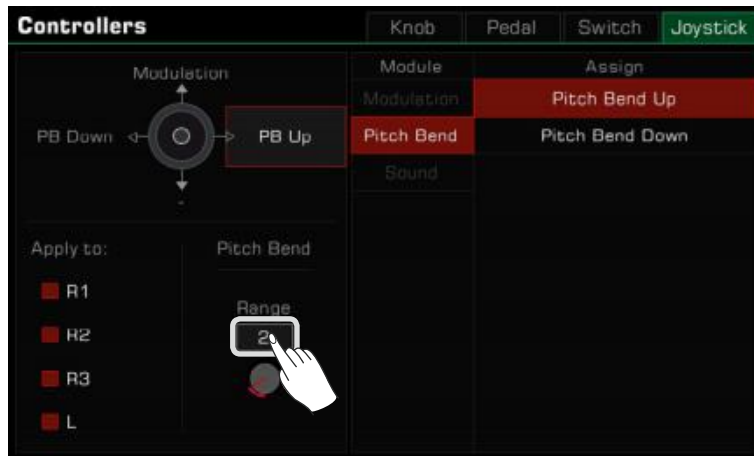 Controllers
Knob
Pedal
Switch
Joystick
Modulation
PB Down
PB Up
-
Apply to:
R1
R2
R3
L
Pitch Bend
Range
2
Module
Assign
Modulation
Pitch Bend Up
Pitch Bend
Pitch Bend Down
Sound